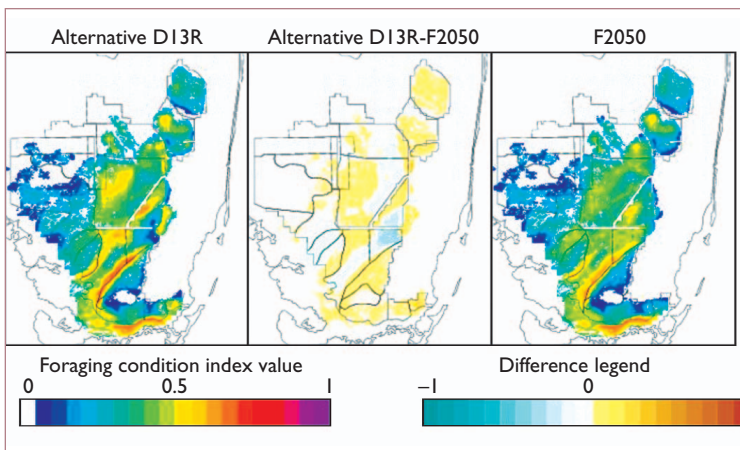 Alternative D13R
Alternative D13R-F2050
F2050
Foraging condition index value
0 0.5 1
Difference legend
–1 0